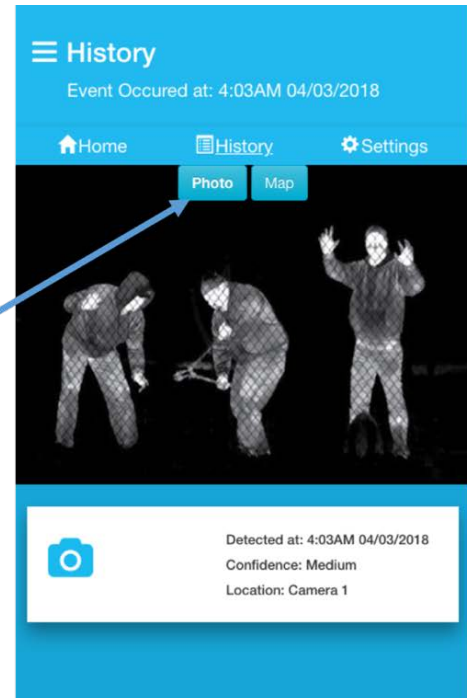 History
Event Occured at: 4:03AM 04/03/2018
Home History Settings
Photo Map
Detected at: 4:03AM 04/03/2018
Confidence: Medium
Location: Camera 1